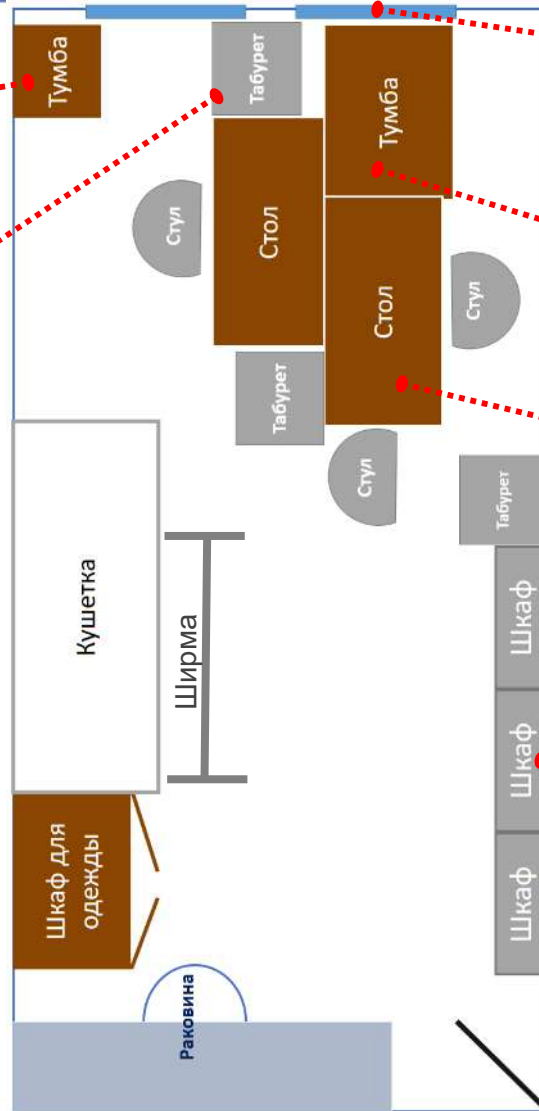 Тумба
Табурет
Тумба
Стул
Стол
Стол
Стул
Табурет
Стул
Табурет
Кушетка
Ширма
Шкаф
Шкаф
Шкаф
Шкаф для
одежды
Раковина